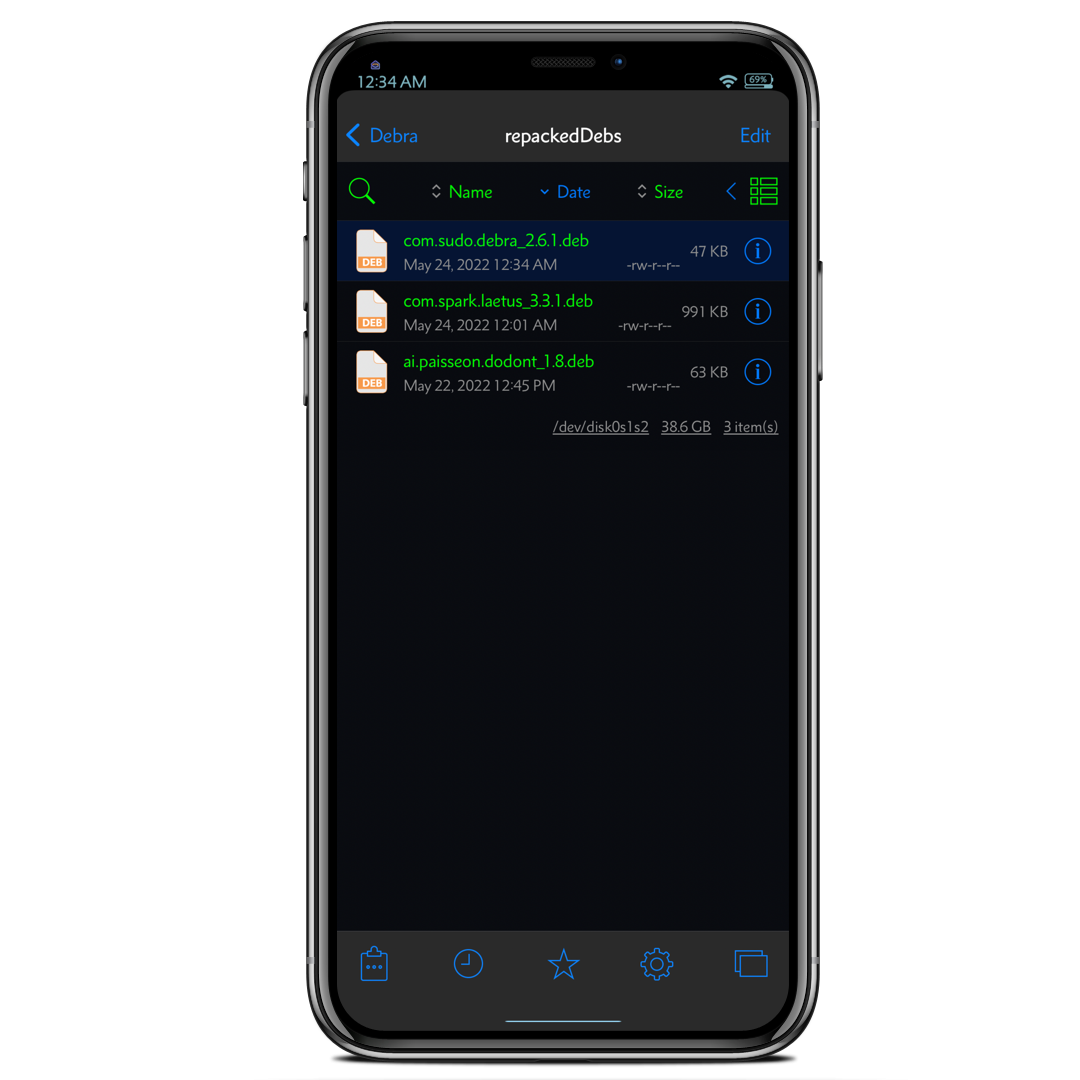 12:34 AM 69%
Debra repackedDebs Edit
Name Date Size
com.sudo.debra_2.6.1.deb
DEB 47 KB
May 24, 2022 12:34 AM -rw-r--r--
com.spark.laetus_3.3.1.deb
DEB 991 KB
May 24, 2022 12:01 AM -rw-r--r--
ai.paisseon.dodont_1.8.deb
DEB 63 KB
May 22, 2022 12:45 PM -rw-r--r--
/dev/disk0s1s2 38.6 GB 3 item(s)